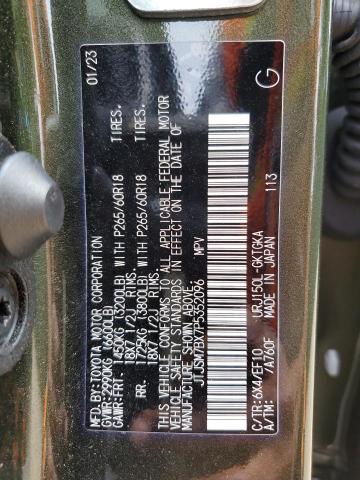 MFD. BY: TOYOTA MOTOR CORPORATION 01/23
GVWR: 2990KG (6600LB)
GAWR: FRT. 1450KG (3200LB) WITH P265/60R18 TIRES.
18X7 1/2J RIMS.
RR. 1725KG (3800LB) WITH P265/60R18 TIRES.
18X7 1/2J RIMS.
THIS VEHICLE CONFORMS TO ALL APPLICABLE FEDERAL MOTOR
VEHICLE SAFETY STANDARDS IN EFFECT ON THE DATE OF
MANUFACTURE SHOWN ABOVE.
JTJSM7BX7P5352096 MPV
C/TR: 6X4/EF10 URJ150L-GKTGKA
A/TM: /A760F MADE IN JAPAN
113
G